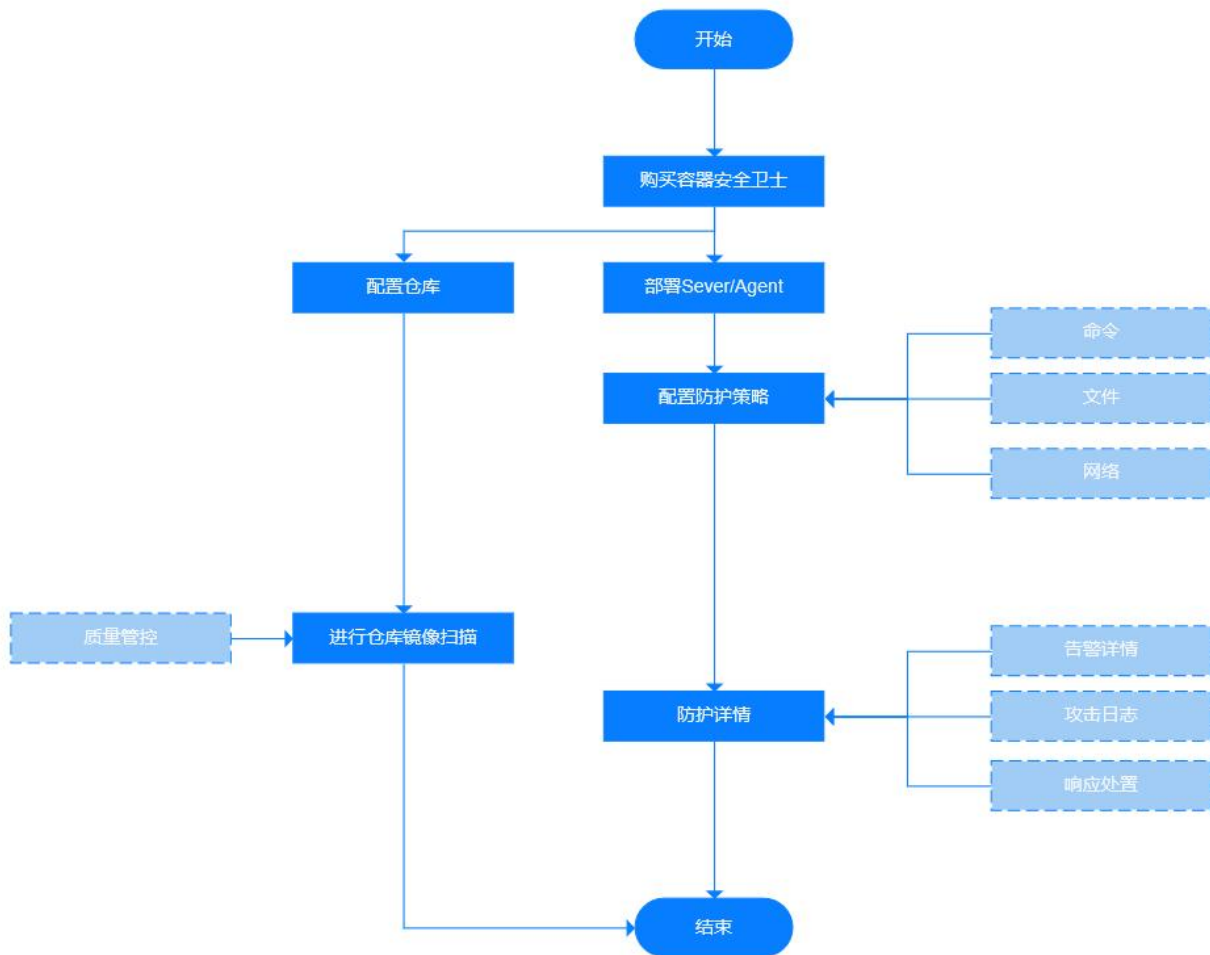 开始
购买容器安全卫士
配置仓库
部署Sever/Agent
命令
配置防护策略
文件
网络
质量管控
进行仓库镜像扫描
告警详情
防护详情
攻击日志
响应处置
结束